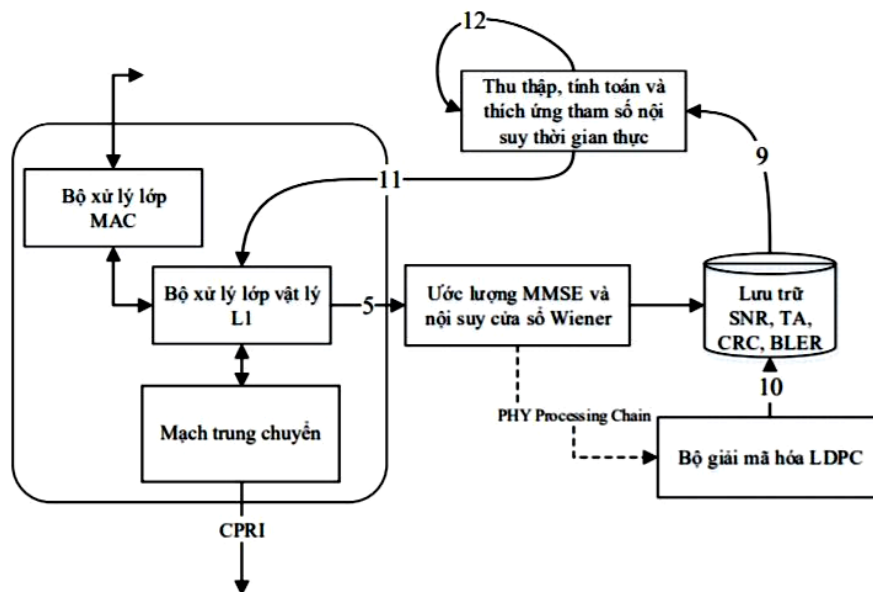 12
Thu thập, tính toán và
thích ứng tham số nội
suy thời gian thực
9
11
Bộ xử lý lớp
MAC
Bộ xử lý lớp vật lý
L1
5
Ước lượng MMSE và
nội suy cửa sổ Wiener
Lưu trữ
SNR, TA,
CRC, BLER
10
Mạch trung chuyển
PHY Processing Chain
Bộ giải mã hóa LDPC
CPRI